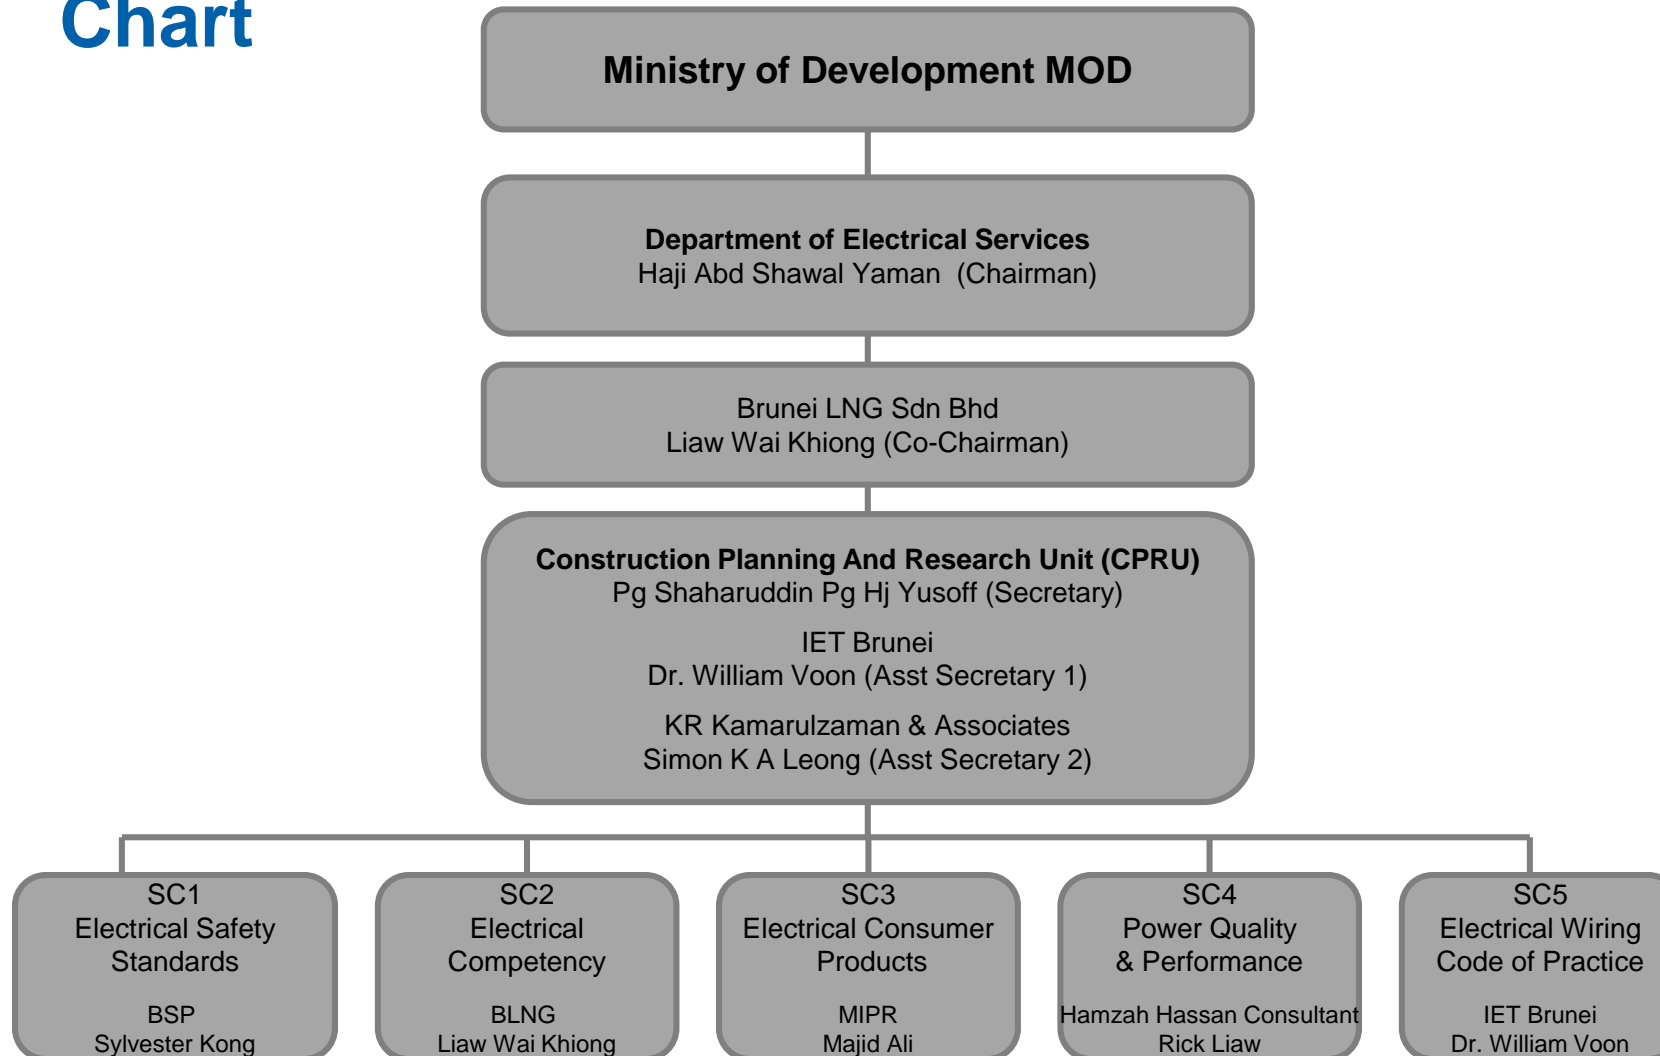 Chart
Ministry of Development MOD
Department of Electrical Services
Haji Abd Shawal Yaman (Chairman)
Brunei LNG Sdn Bhd
Liaw Wai Khiong (Co-Chairman)
Construction Planning And Research Unit (CPRU)
Pg Shaharuddin Pg Hj Yusoff (Secretary)
IET Brunei
Dr. William Voon (Asst Secretary 1)
KR Kamarulzaman & Associates
Simon K A Leong (Asst Secretary 2)
SC1
Electrical Safety
Standards
BSP
Sylvester Kong
SC2
Electrical
Competency
BLNG
Liaw Wai Khiong
SC3
Electrical Consumer
Products
MIPR
Majid Ali
SC4
Power Quality
& Performance
Hamzah Hassan Consultant
Rick Liaw
SC5
Electrical Wiring
Code of Practice
IET Brunei
Dr. William Voon